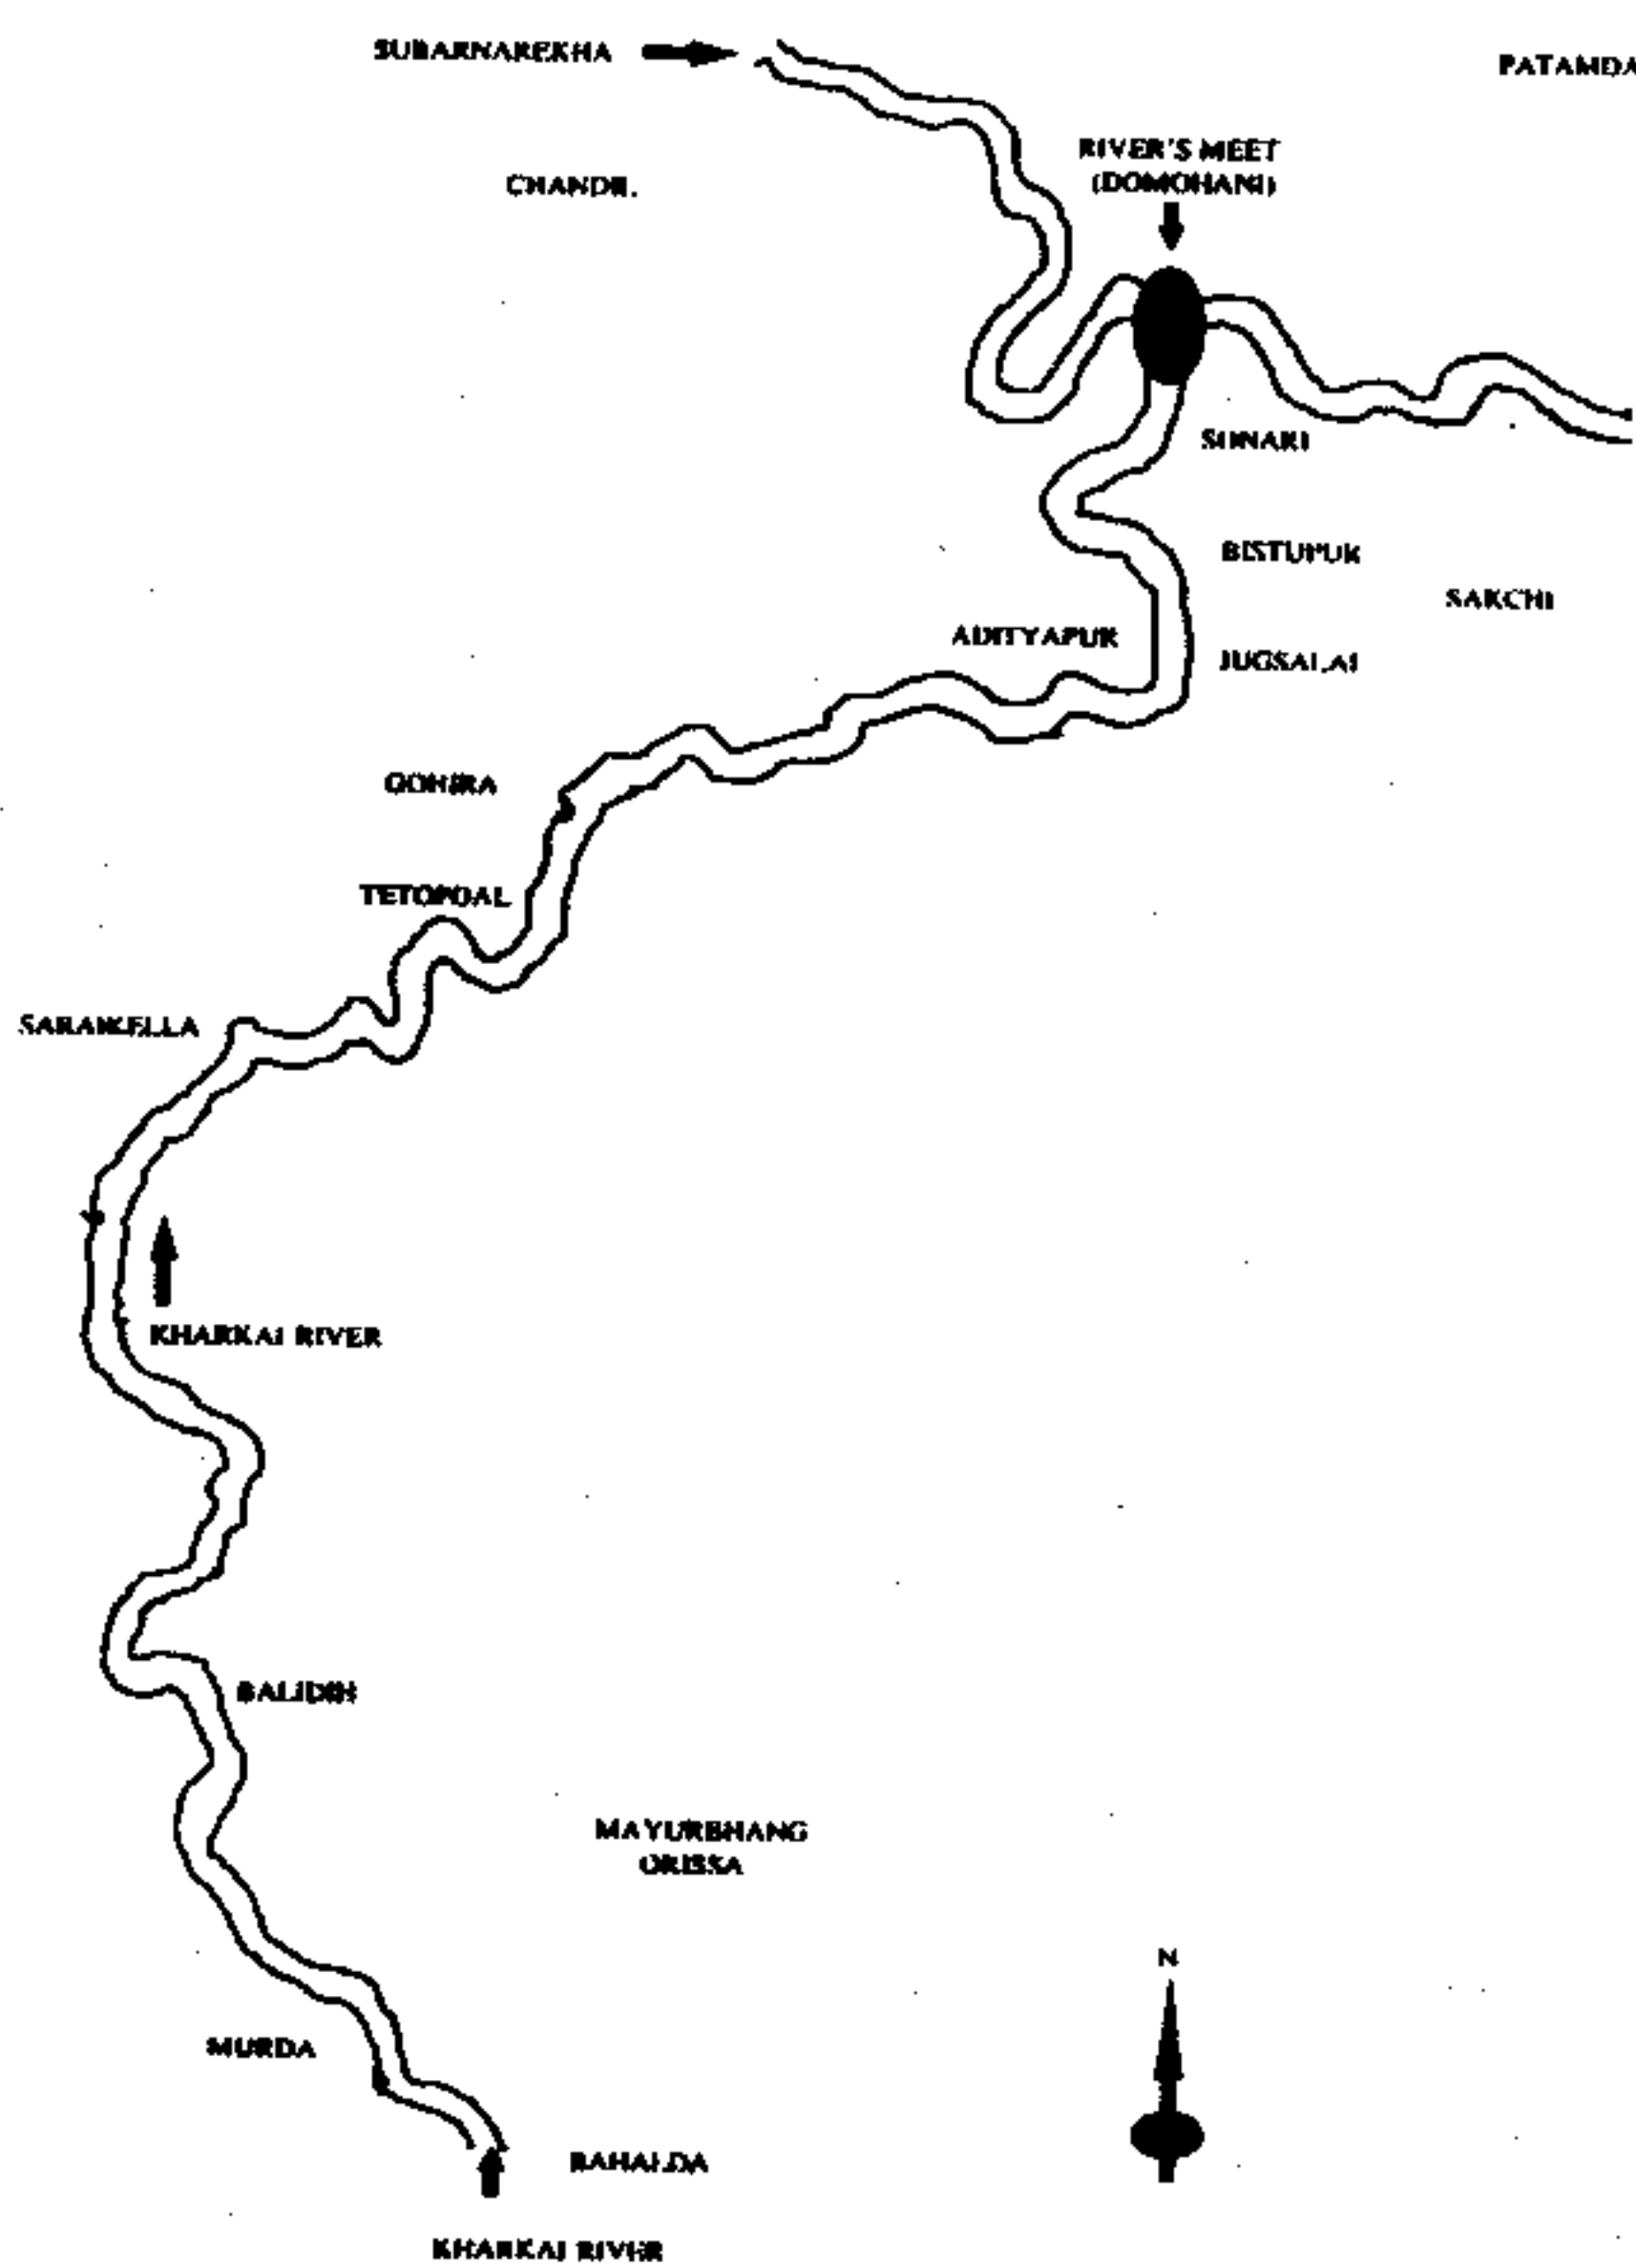 SUBARNAREKHA
PATAMDA
RIVER'S MEET
(DOMOHANI)
CHANDIL
SONARI
BISTUPUR
SAKCHI
ADITYAPUR
JUGSALAI
GOHIRA
TETOPOAL
SARAIKELLA
KHARKAI RIVER
BALIDIH
MAYURBHANG
ORISSA
N
MURDA
BAHALDA
KHARKAI RIVER